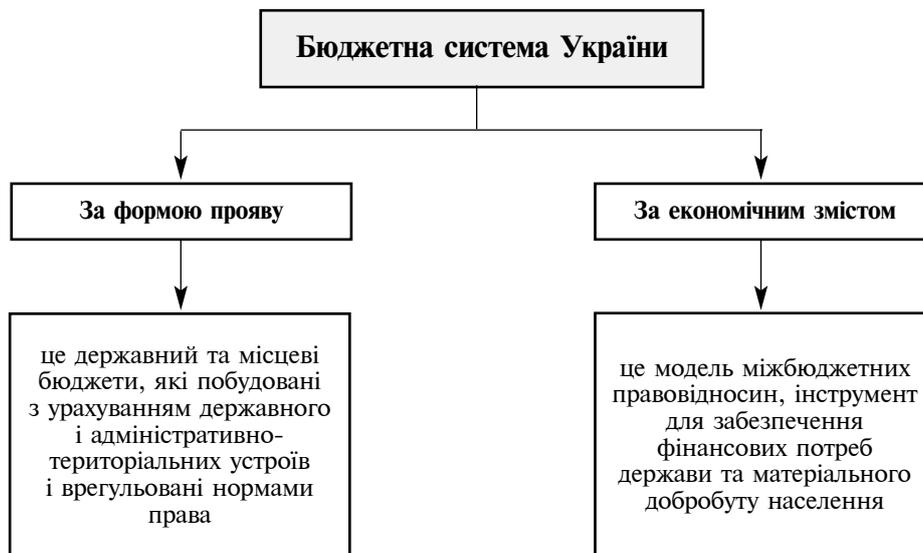 Бюджетна система України
За формою прояву
За економічним змістом
це державний та місцеві
бюджети, які побудовані
з урахуванням державного
і адміністративно-
територіальних устроїв
і врегульовані нормами
права
це модель міжбюджетних
правовідносин, інструмент
для забезпечення
фінансових потреб
держави та матеріального
добробуту населення